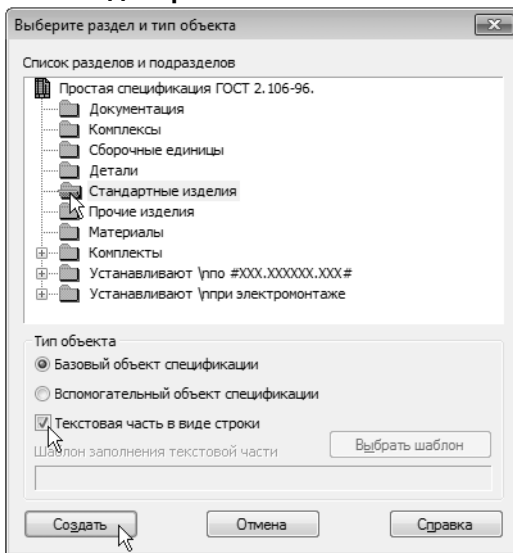 Выберите раздел и тип объекта
Список разделов и подразделов
Простая спецификация ГОСТ 2.106-96.
Документация
Комплексы
Сборочные единицы
Детали
Стандартные изделия
Прочие изделия
Материалы
Комплекты
Устанавливают \nпо #XXX.XXXXXX.XXX#
Устанавливают \nпри электромонтаже
Тип объекта
Базовый объект спецификации
Вспомогательный объект спецификации
Текстовая часть в виде строки
Шаблон заполнения текстовой части
Выбрать шаблон
Создать Отмена Справка